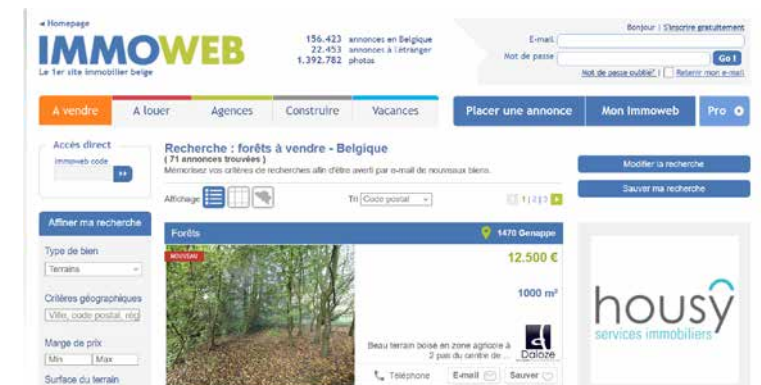 ◂ Homepage
IMMOWEB
Le 1er site immobilier belge
156.423 annonces en Belgique
22.453 annonces à l'étranger
1.392.782 photos
Bonjour | S'inscrire gratuitement
E-mail
Mot de passe
Go !
Mot de passe oublié? | Retenir mon e-mail
A vendre
A louer
Agences
Construire
Vacances
Placer une annonce
Mon Immoweb
Pro
Accès direct
Immoweb code
Recherche : forêts à vendre - Belgique
( 71 annonces trouvées )
Mémorisez vos critères de recherches afin d'être averti par e-mail de nouveaux biens.
Modifier la recherche
Sauver ma recherche
Affichage
Tri Code postal
1 | 2 | 3
Affiner ma recherche
Type de bien
Terrains
Critères géographiques
Ville, code postal, rég
Marge de prix
Min Max
Surface du terrain
Forêts
1470 Genappe
NOUVEAU
12.500 €
1000 m²
Beau terrain boisé en zone agricole à
2 pas du centre de ...
d
Daloze
Téléphone
E-mail
Sauver
housy
services immobiliers